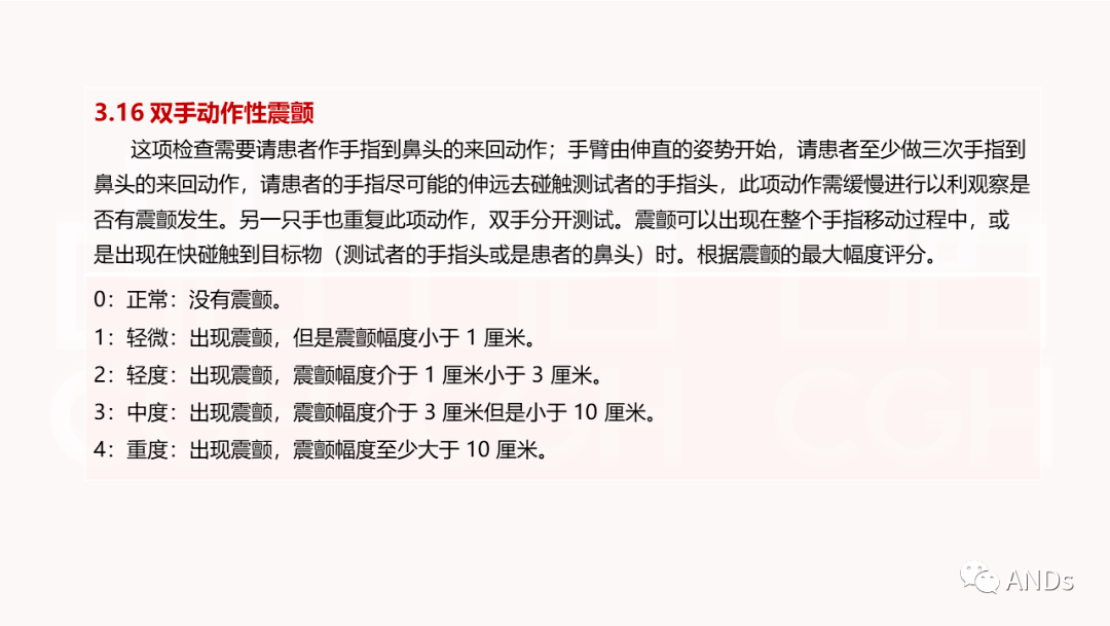 3.16 双手动作性震颤
这项检查需要请患者作手指到鼻头的来回动作；手臂由伸直的姿势开始，请患者至少做三次手指到
鼻头的来回动作，请患者的手指尽可能的伸远去碰触测试者的手指头，此项动作需缓慢进行以利观察是
否有震颤发生。另一只手也重复此项动作，双手分开测试。震颤可以出现在整个手指移动过程中，或
是出现在快碰触到目标物（测试者的手指头或是患者的鼻头）时。根据震颤的最大幅度评分。
0：正常：没有震颤。
1：轻微：出现震颤，但是震颤幅度小于 1 厘米。
2：轻度：出现震颤，震颤幅度介于 1 厘米小于 3 厘米。
3：中度：出现震颤，震颤幅度介于 3 厘米但是小于 10 厘米。
4：重度：出现震颤，震颤幅度至少大于 10 厘米。
CGH
ANDs